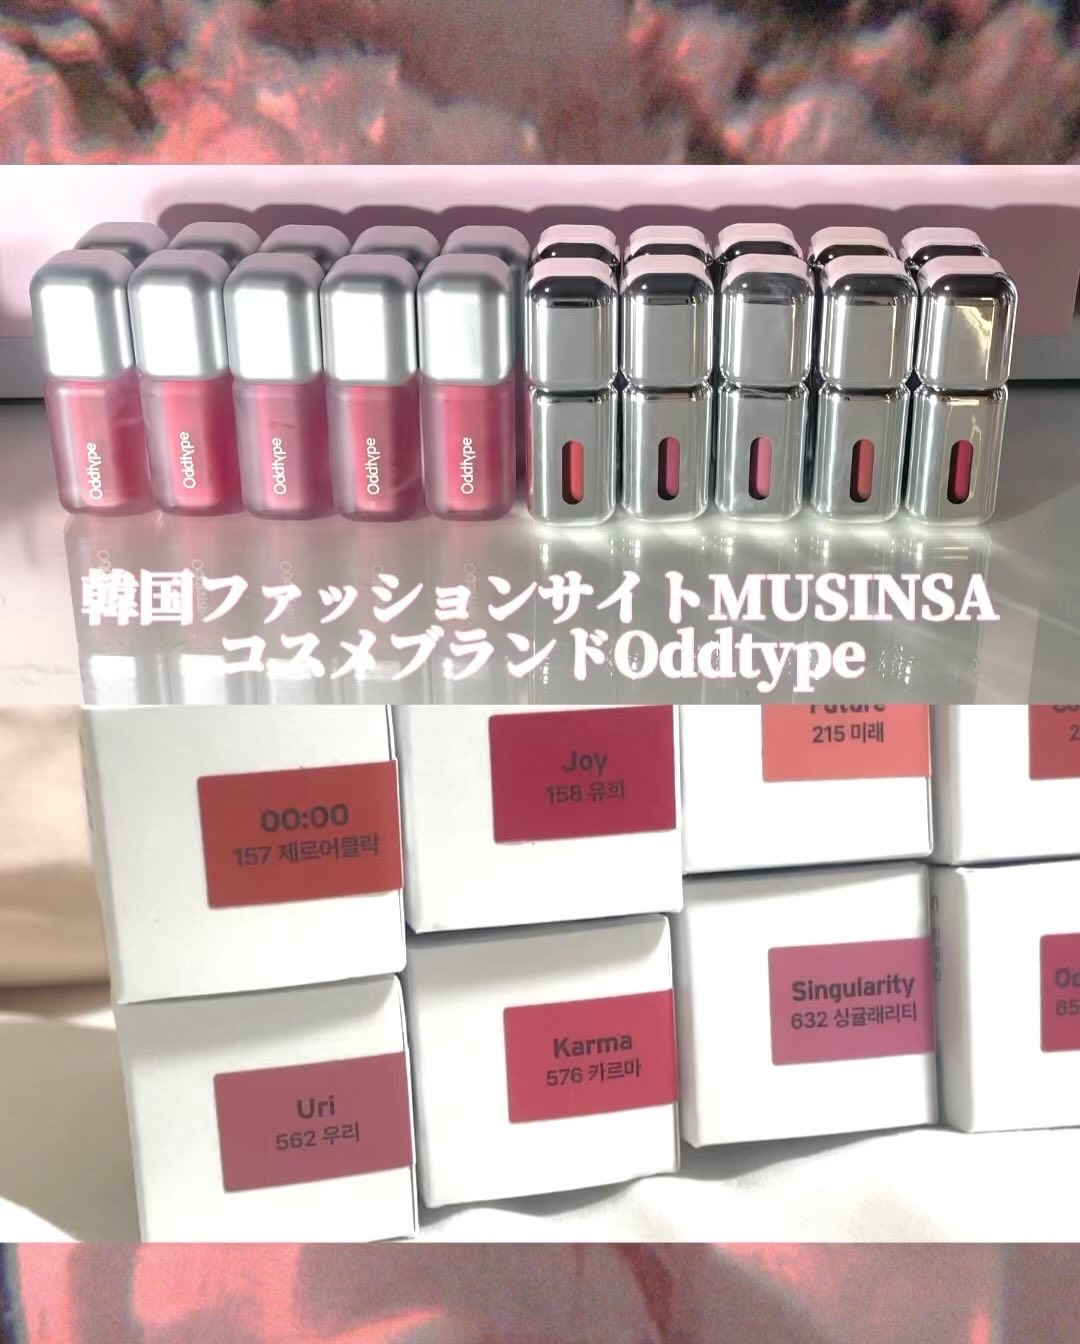 Oddtype
Oddtype
Oddtype
Oddtype
Oddtype
韓国ファッションサイトMUSINSA
コスメブランドOddtype
00:00
157 제로어클락
Joy
158 유희
Future
215 미래
Uri
562 우리
Karma
576 카르마
Singularity
632 싱귤래리티